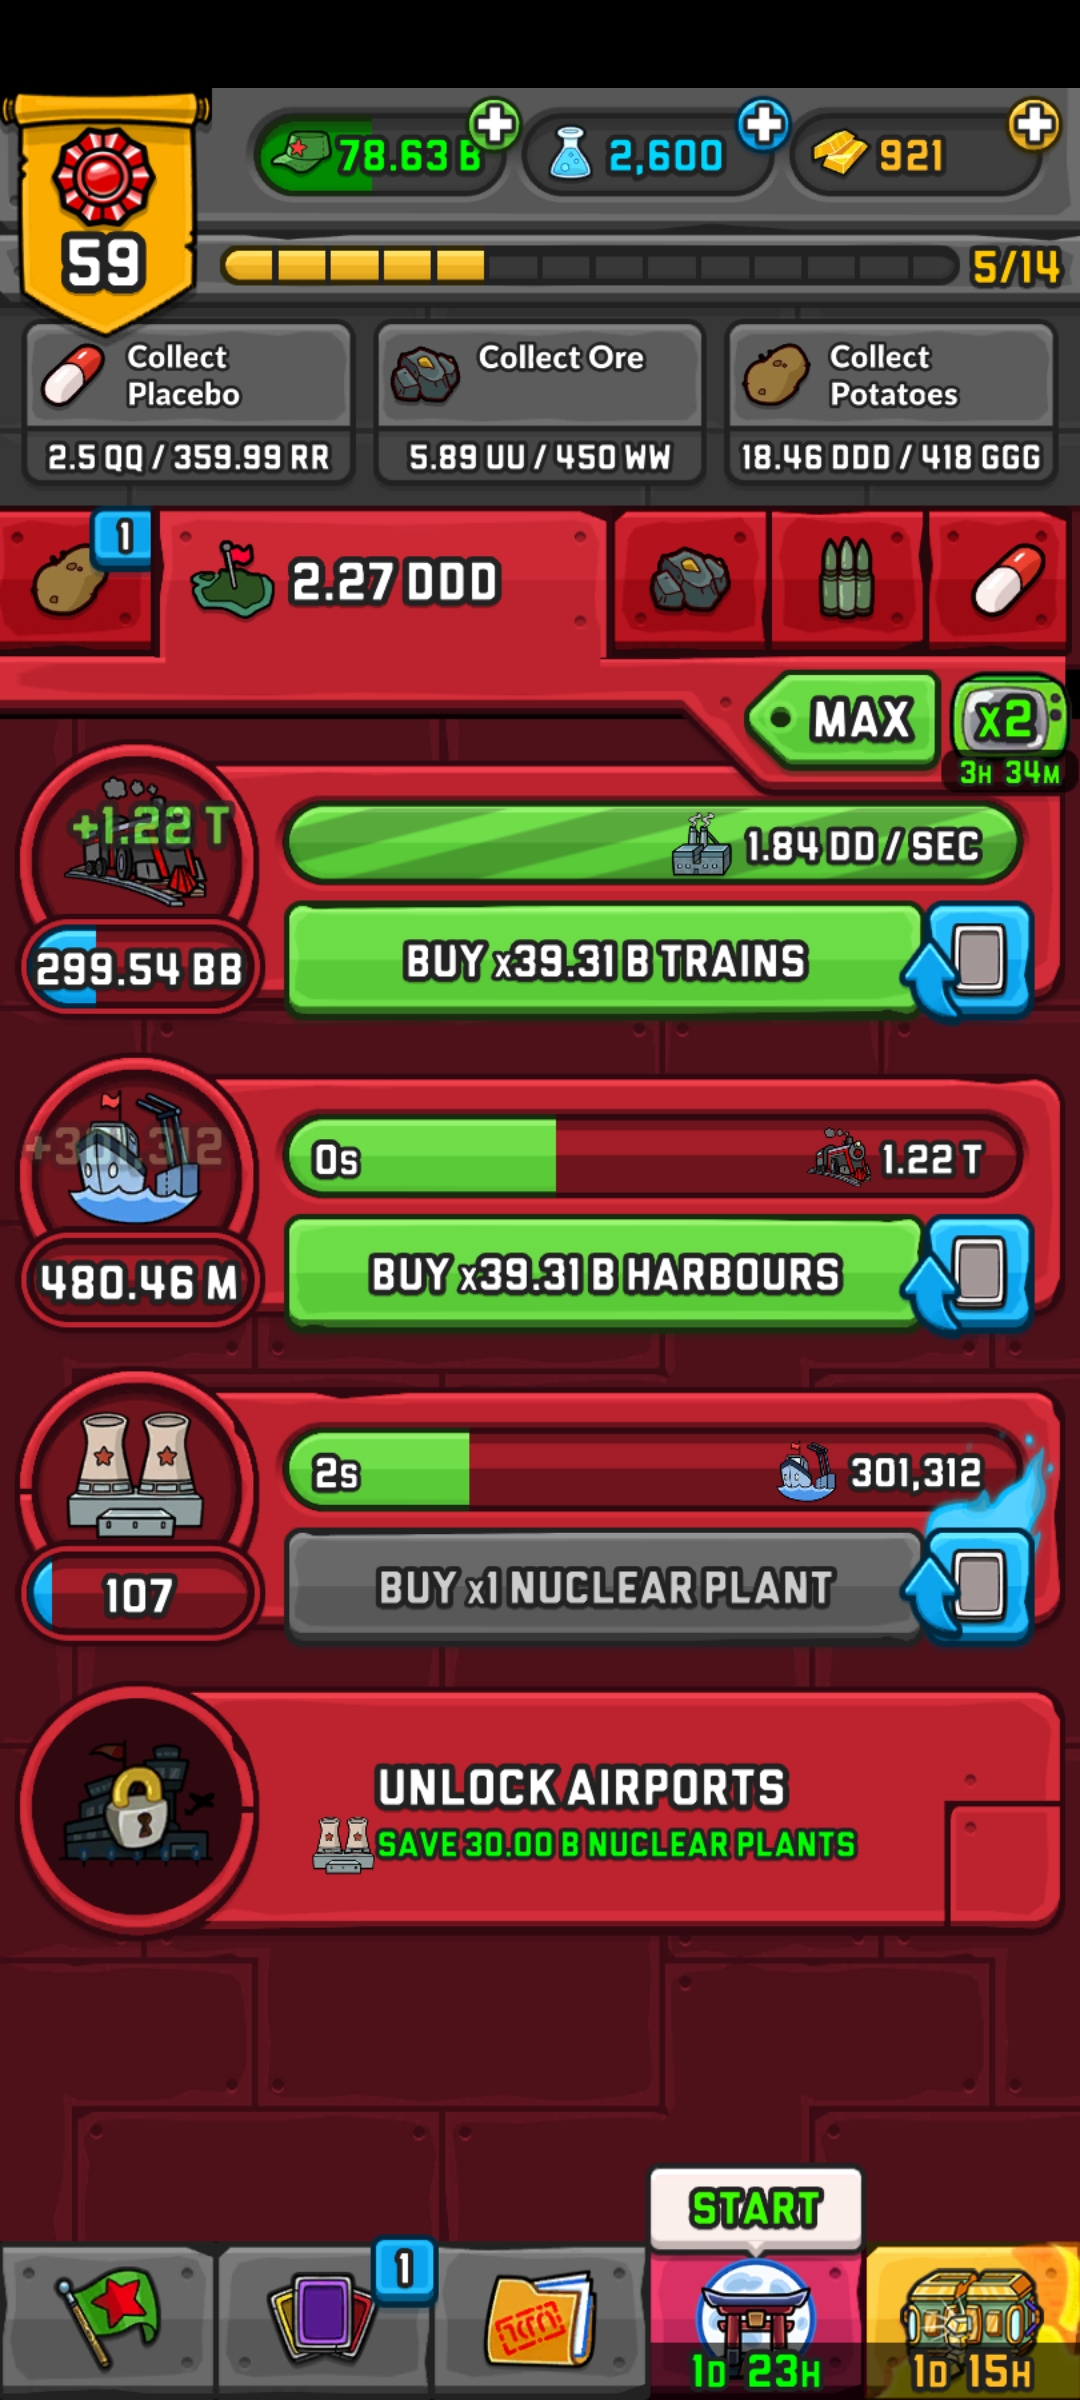 59
78.63 B
2,600
921
5/14
Collect
Placebo
2.5 QQ / 359.99 RR
Collect Ore
5.89 UU / 450 WW
Collect
Potatoes
18.46 DDD / 418 GGG
1
2.27 DDD
MAX
x2
3H 34M
+1.22 T
1.84 DD / SEC
299.54 BB
BUY x39.31 B TRAINS
+301,312
0s
1.22 T
480.46 M
BUY x39.31 B HARBOURS
2s
301,312
107
BUY x1 NUCLEAR PLANT
UNLOCK AIRPORTS
SAVE 30.00 B NUCLEAR PLANTS
START
1
1D 23H
1D 15H